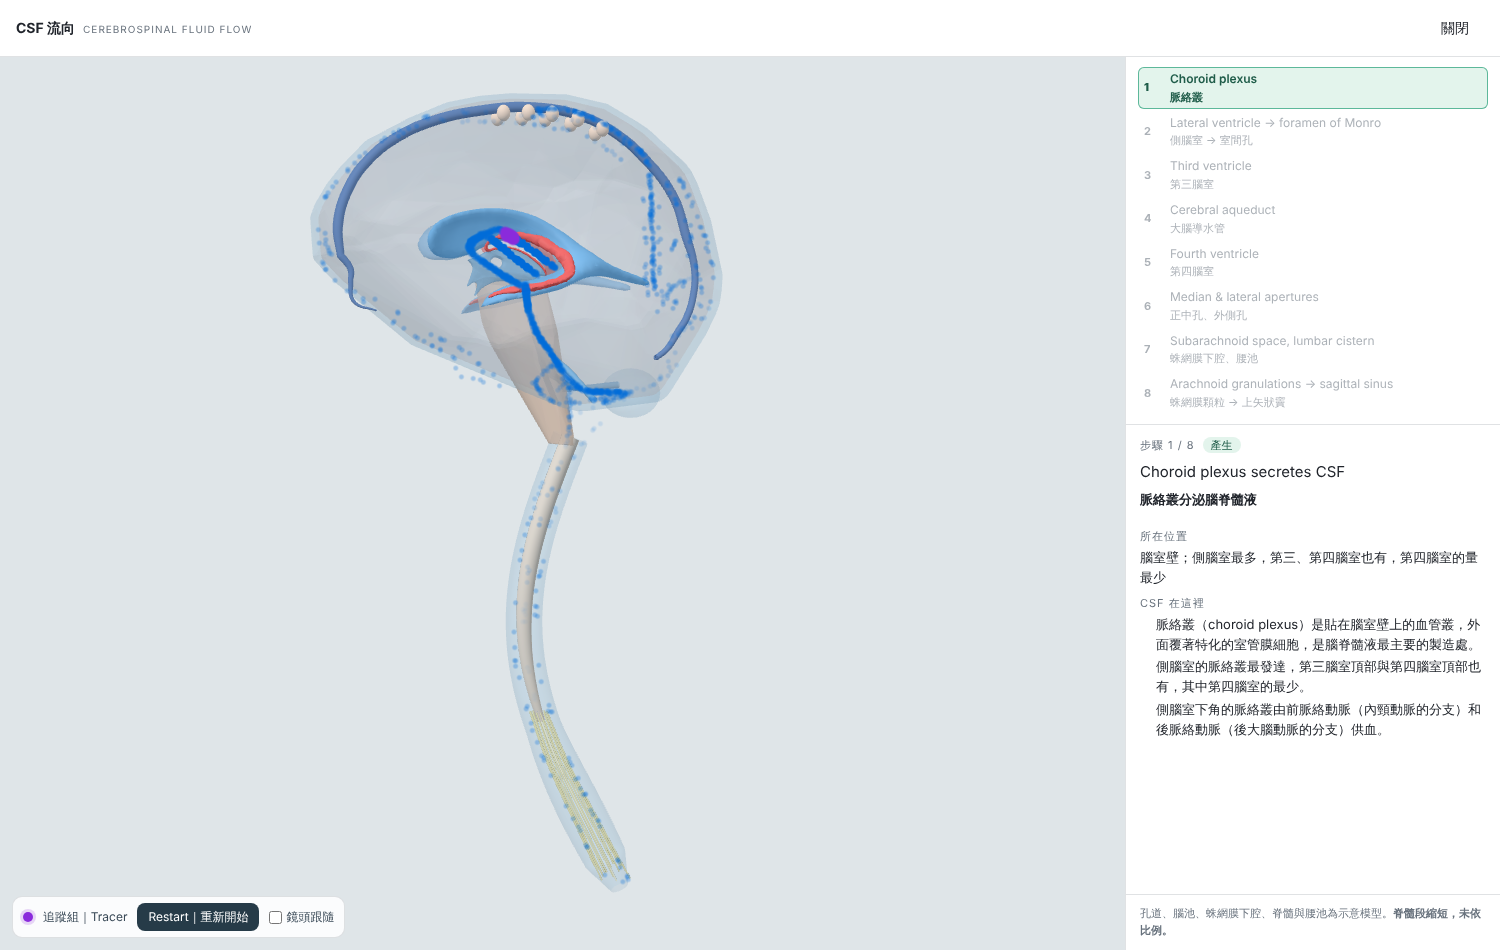 CSF 流向 CEREBROSPINAL FLUID FLOW
關閉
1 Choroid plexus
脈絡叢
2 Lateral ventricle → foramen of Monro
側腦室 → 室間孔
3 Third ventricle
第三腦室
4 Cerebral aqueduct
大腦導水管
5 Fourth ventricle
第四腦室
6 Median & lateral apertures
正中孔、外側孔
7 Subarachnoid space, lumbar cistern
蛛網膜下腔、腰池
8 Arachnoid granulations → sagittal sinus
蛛網膜顆粒 → 上矢狀竇
步驟 1 / 8 產生
Choroid plexus secretes CSF
脈絡叢分泌腦脊髓液
所在位置
腦室壁；側腦室最多，第三、第四腦室也有，第四腦室的量
最少
CSF 在這裡
脈絡叢（choroid plexus）是貼在腦室壁上的血管叢，外
面覆著特化的室管膜細胞，是腦脊髓液最主要的製造處。
側腦室的脈絡叢最發達，第三腦室頂部與第四腦室頂部也
有，其中第四腦室的最少。
側腦室下角的脈絡叢由前脈絡動脈（內頸動脈的分支）和
後脈絡動脈（後大腦動脈的分支）供血。
追蹤組｜Tracer Restart｜重新開始 鏡頭跟隨
孔道、腦池、蛛網膜下腔、脊髓與腰池為示意模型。脊髓段縮短，未依
比例。